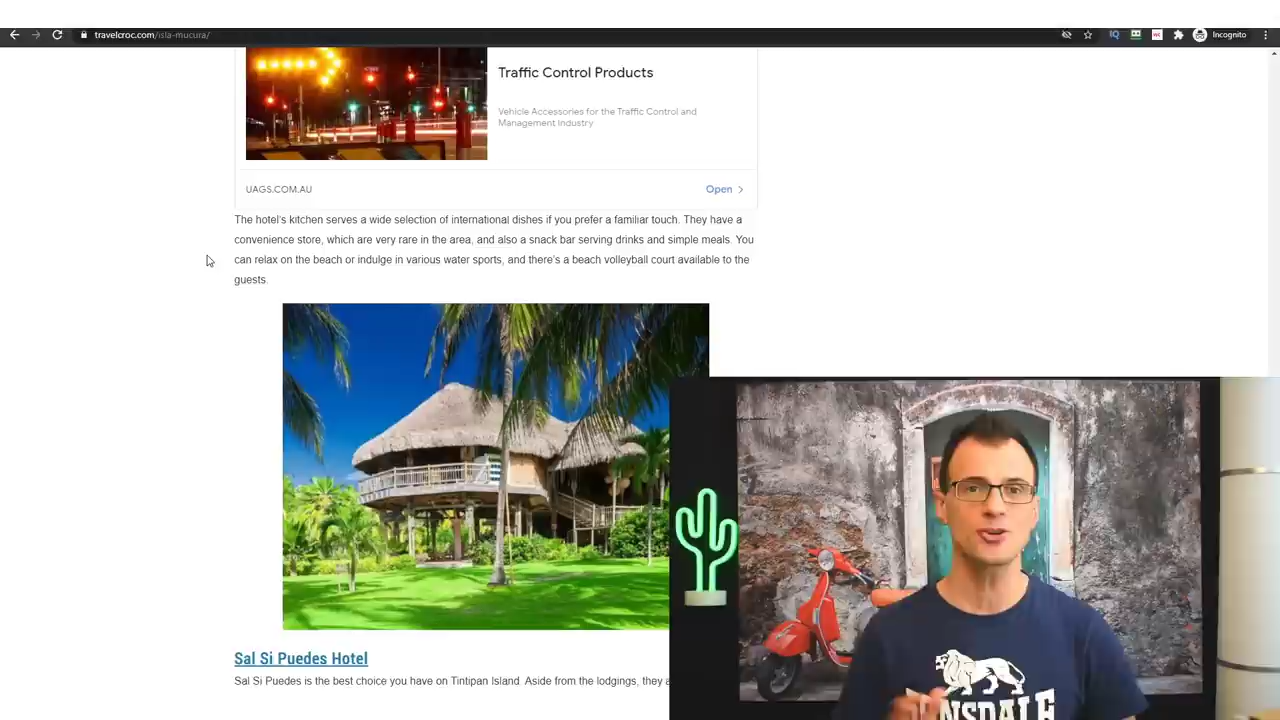 travelcroc.com/isla-mucura/
Incognito
Traffic Control Products
Vehicle Accessories for the Traffic Control and
Management Industry
UAGS.COM.AU
Open
The hotel's kitchen serves a wide selection of international dishes if you prefer a familiar touch. They have a
convenience store, which are very rare in the area, and also a snack bar serving drinks and simple meals. You
can relax on the beach or indulge in various water sports, and there's a beach volleyball court available to the
guests.
Sal Si Puedes Hotel
Sal Si Puedes is the best choice you have on Tintipan Island. Aside from the lodgings, they
LONSDALE